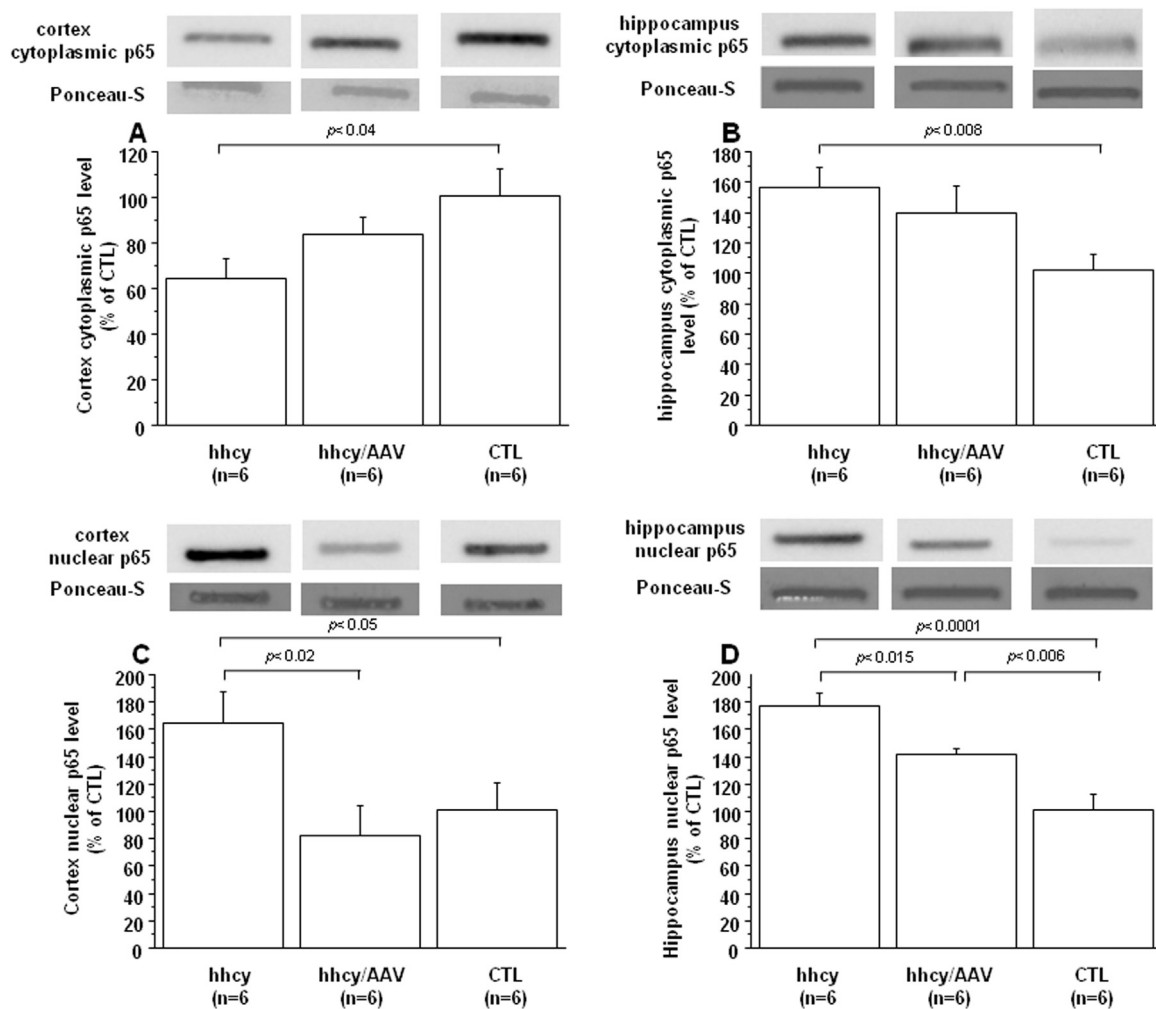 cortex
cytoplasmic p65
Ponceau-S
A
p<0.04
Cortex cytoplasmic p65 level
(% of CTL)
120
100
80
60
40
20
0
hhcy hhcy/AAV CTL
(n=6 (n=6) (n=6)
hippocampus
cytoplasmic p65
Ponceau-S
B
p<0.008
hippocampus cytoplasmic p65
level (% of CTL)
180
160
140
120
100
80
60
40
20
0
hhcy hhcy/AAV CTL
(n=6 (n=6) (n=6)
cortex
nuclear p65
Ponceau-S
p<0.05
C
p<0.02
Cortex nuclear p65 level
(% of CTL)
200
180
160
140
120
100
80
60
40
20
0
hhcy hhcy/AAV CTL
(n=6 (n=6) (n=6)
hippocampus
nuclear p65
Ponceau-S
p<0.0001
D
p<0.015 p<0.006
Hippocampus nuclear p65 level
(% of CTL)
200
180
160
140
120
100
80
60
40
20
0
hhcy hhcy/AAV CTL
(n=6 (n=6) (n=6)